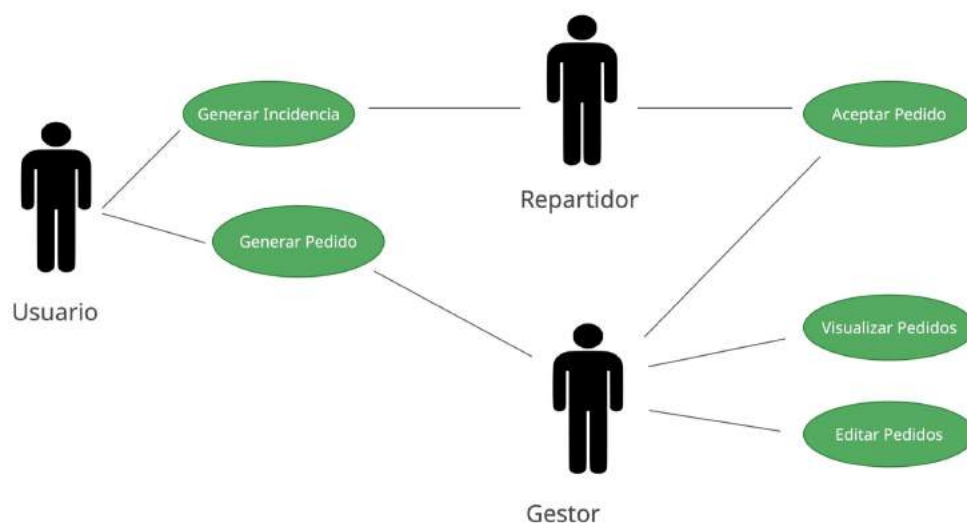 Generar Incidencia
Aceptar Pedido
Repartidor
Generar Pedido
Usuario
Visualizar Pedidos
Editar Pedidos
Gestor